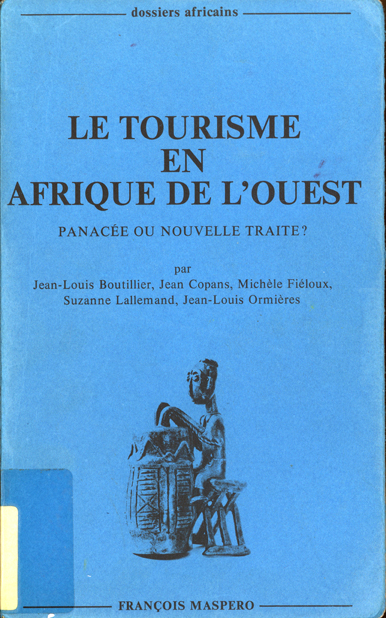 dossiers africains
LE TOURISME
EN
AFRIQUE DE L'OUEST
PANACÉE OU NOUVELLE TRAITE?
par
Jean-Louis Boutillier, Jean Copans, Michèle Fiéloux,
Suzanne Lallemand, Jean-Louis Ormières
FRANÇOIS MASPERO